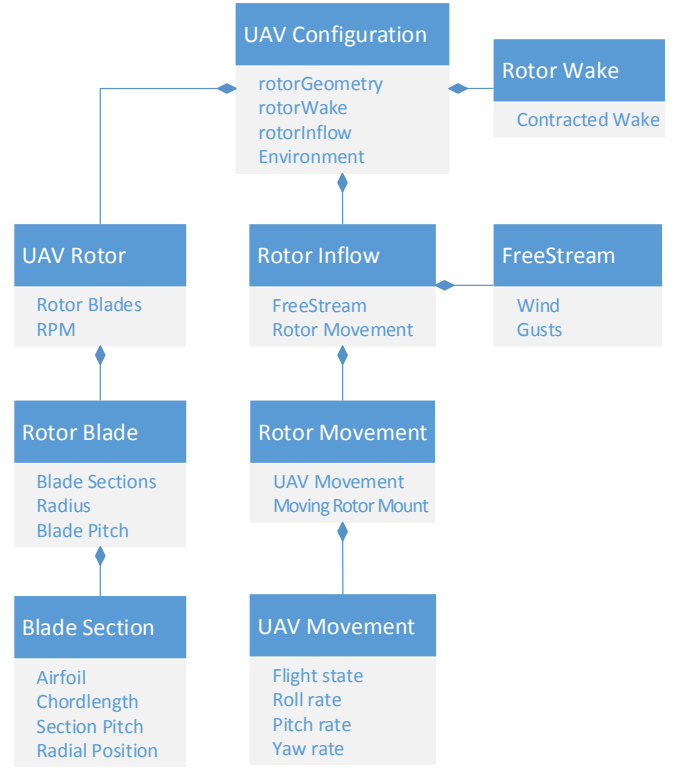 UAV Configuration
rotorGeometry
rotorWake
rotorInflow
Environment
Rotor Wake
Contracted Wake
UAV Rotor
Rotor Blades
RPM
Rotor Inflow
FreeStream
Rotor Movement
FreeStream
Wind
Gusts
Rotor Blade
Blade Sections
Radius
Blade Pitch
Rotor Movement
UAV Movement
Moving Rotor Mount
Blade Section
Airfoil
Chordlength
Section Pitch
Radial Position
UAV Movement
Flight state
Roll rate
Pitch rate
Yaw rate